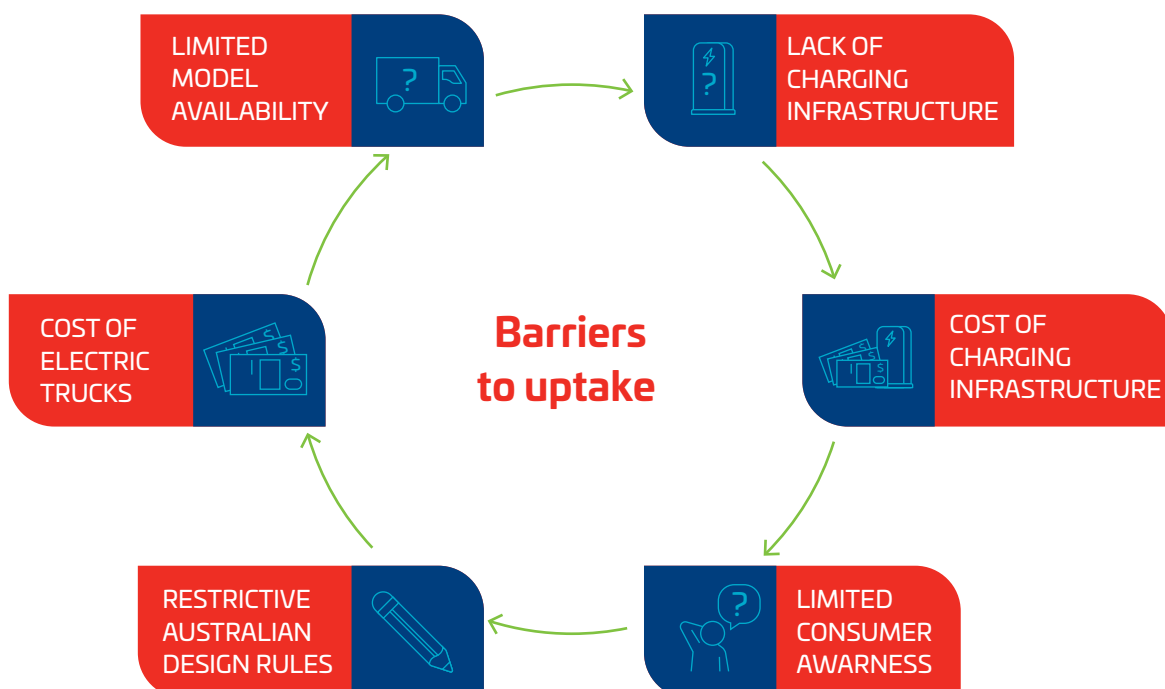 LIMITED
MODEL
AVAILABILITY
?
LACK OF
CHARGING
INFRASTRUCTURE
?
COST OF
CHARGING
INFRASTRUCTURE
$
$
$
LIMITED
CONSUMER
AWARNESS
?
RESTRICTIVE
AUSTRALIAN
DESIGN RULES
COST OF
ELECTRIC
TRUCKS
$
$
$
Barriers
to uptake